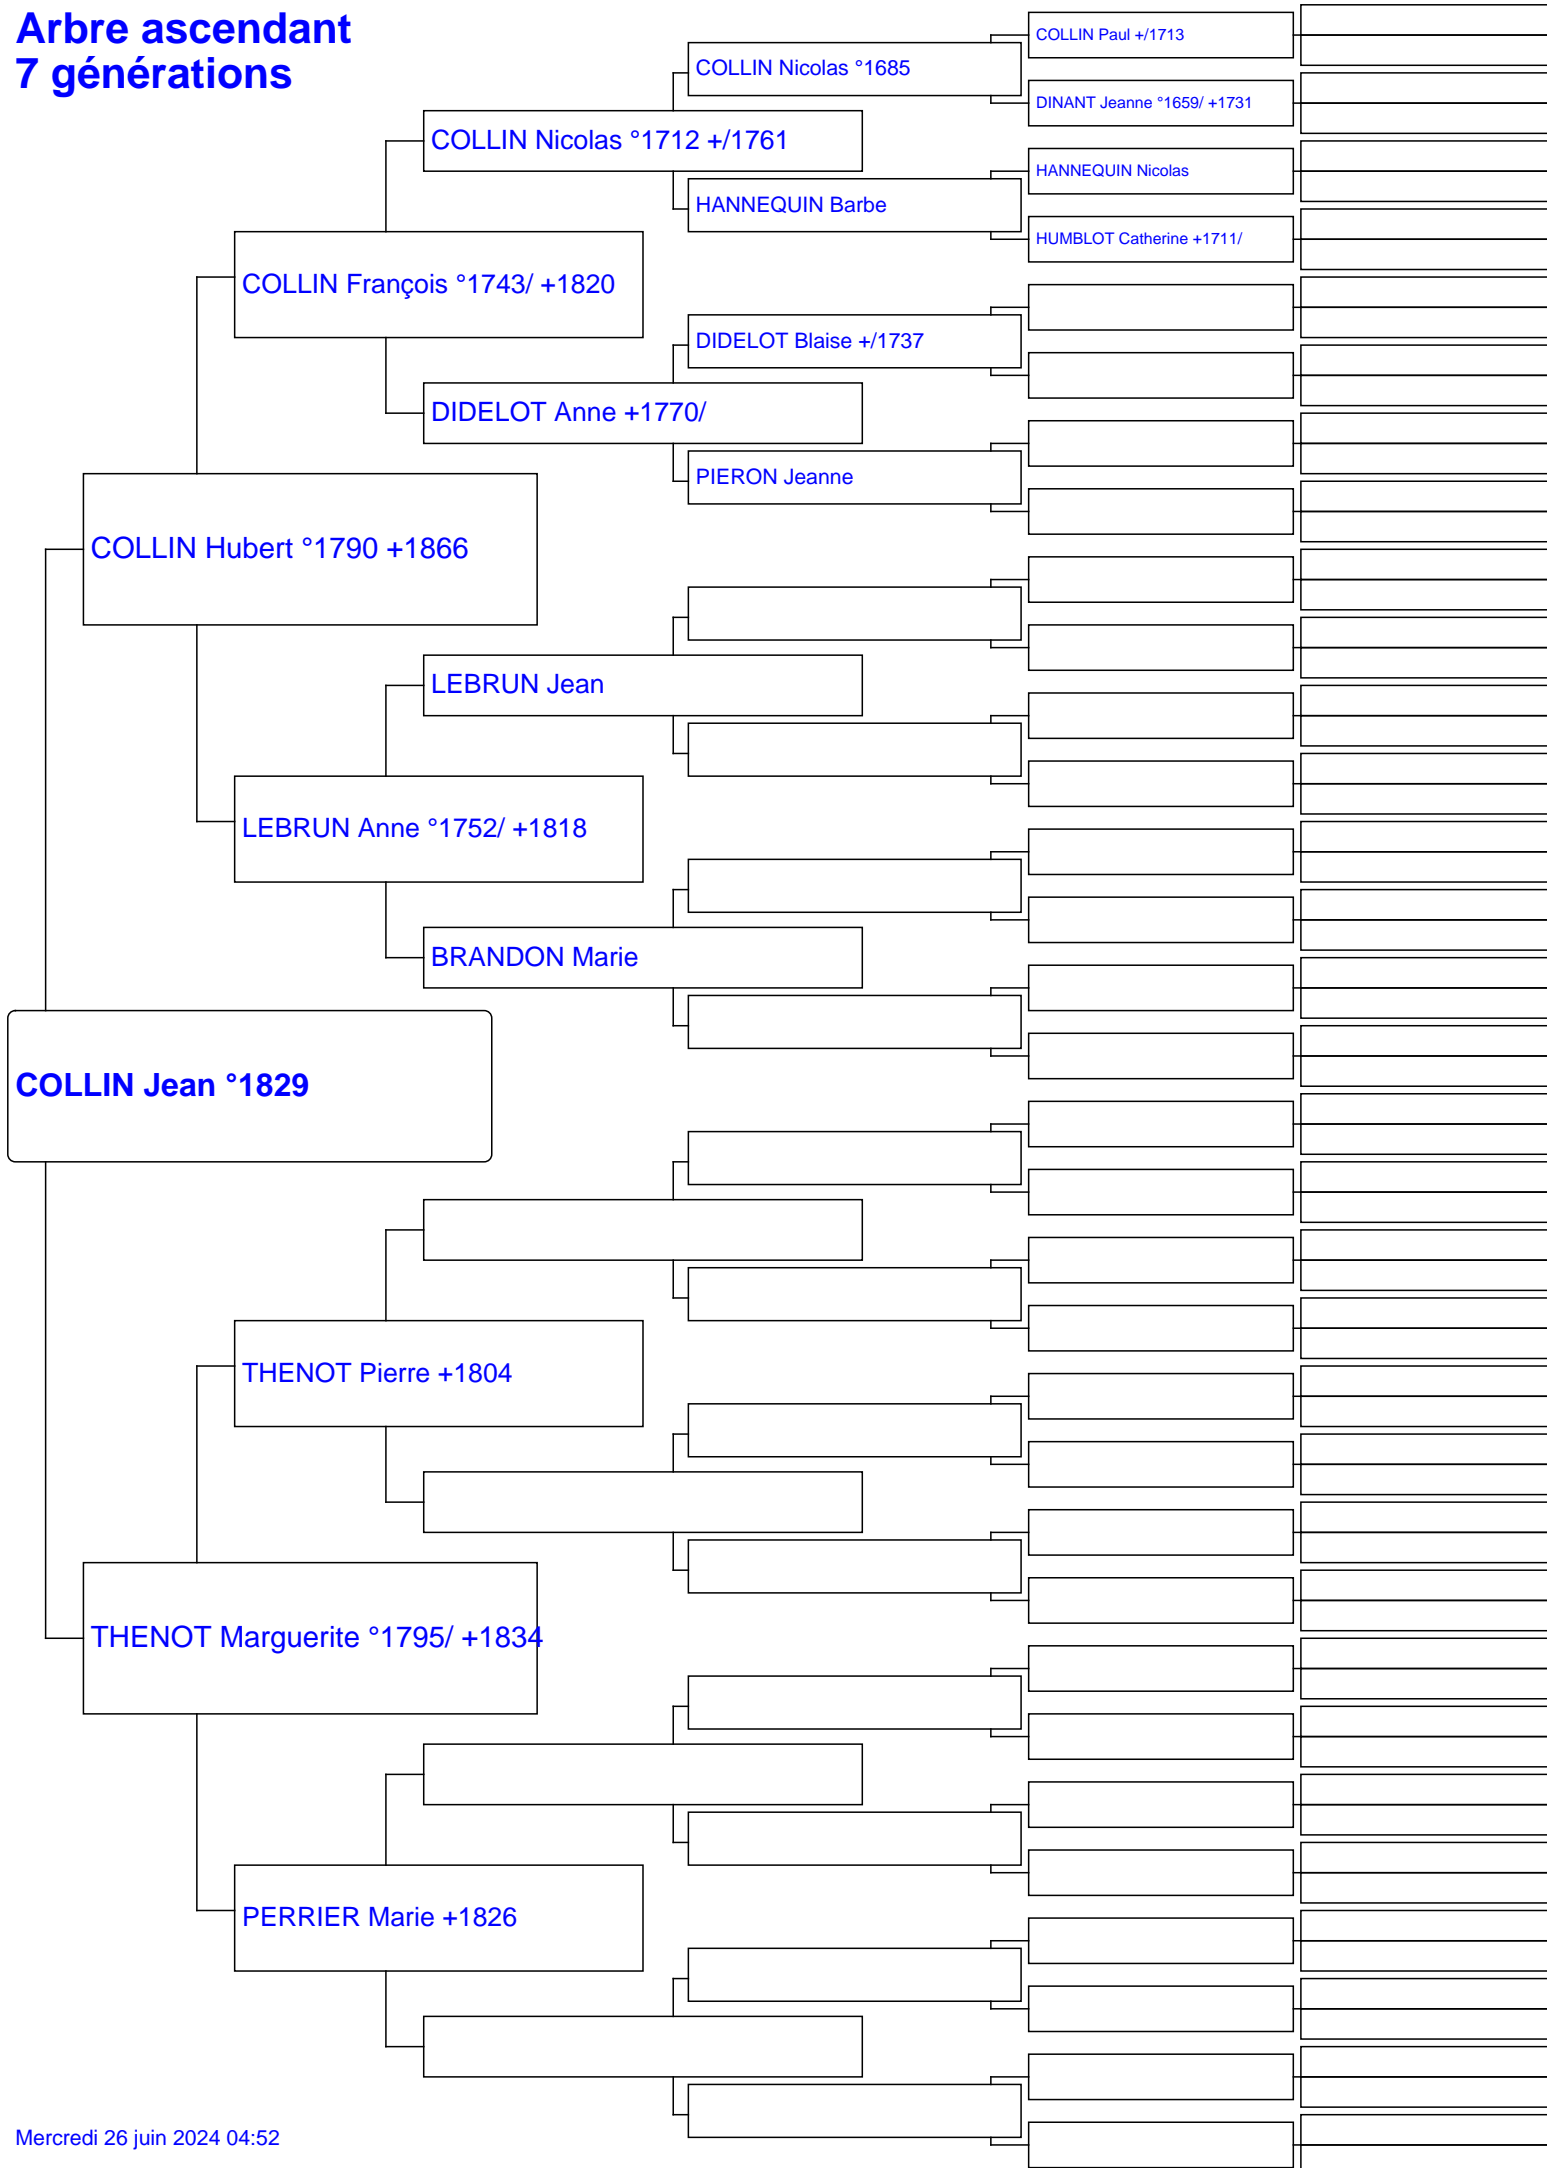 Arbre ascendant
7 générations
COLLIN Paul +/1713
COLLIN Nicolas °1685
DINANT Jeanne °1659/ +1731
COLLIN Nicolas °1712 +/1761
HANNEQUIN Nicolas
HANNEQUIN Barbe
HUMBLOT Catherine +1711/
COLLIN François °1743/ +1820
DIDELOT Blaise +/1737
DIDELOT Anne +1770/
PIERON Jeanne
COLLIN Hubert °1790 +1866
LEBRUN Jean
LEBRUN Anne °1752/ +1818
BRANDON Marie
COLLIN Jean °1829
THENOT Pierre +1804
THENOT Marguerite °1795/ +1834
PERRIER Marie +1826
Mercredi 26 juin 2024 04:52